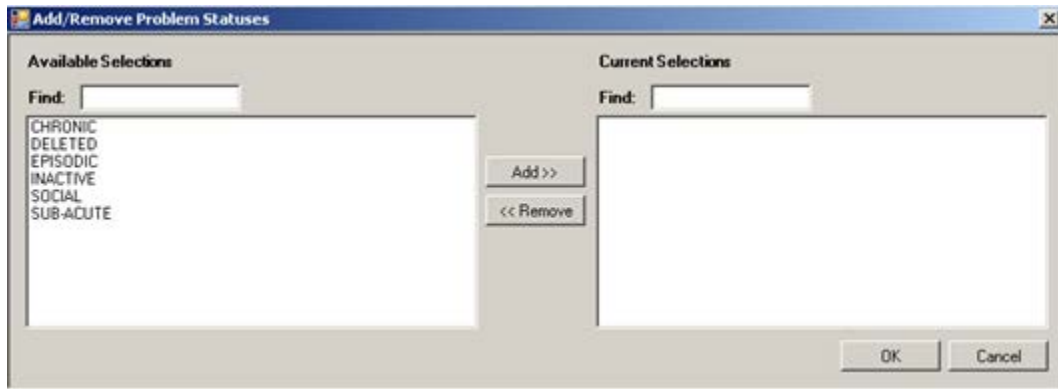 Add/Remove Problem Statuses
Available Selections
Current Selections
Find:
Find:
CHRONIC
DELETED
EPISODIC
INACTIVE
SOCIAL
SUB-ACUTE
Add >>
<< Remove
OK
Cancel